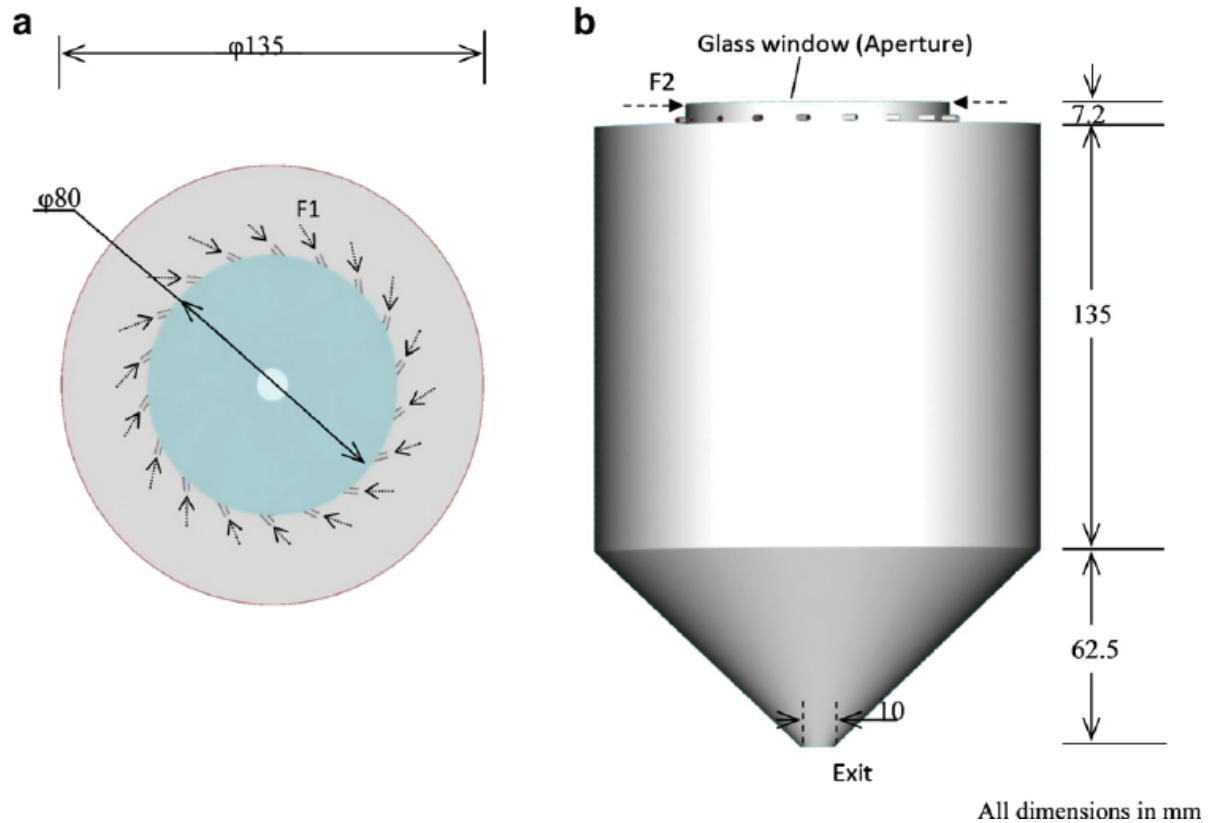 a
φ135
φ80
F1
b
Glass window (Aperture)
F2
7.2
135
62.5
10
Exit
All dimensions in mm